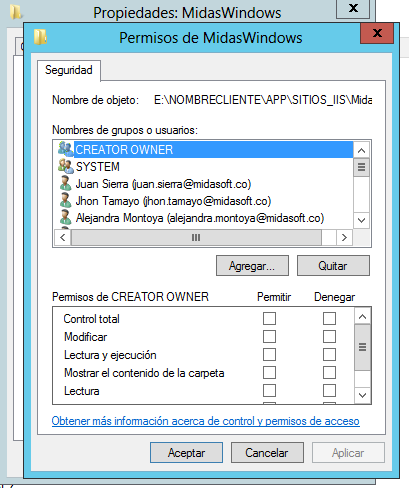 Propiedades: MidasWindows
Permisos de MidasWindows
Seguridad
Nombre de objeto: E:\NOMBRECLIENTE\APP\SITIOS_IIS\Mida
Nombres de grupos o usuarios:
CREATOR OWNER
SYSTEM
Juan Sierra (juan.sierra@midasoft.co)
Jhon Tamayo (jhon.tamayo@midasoft.co)
Alejandra Montoya (alejandra.montoya@midasoft.co)
Agregar... Quitar
Permisos de CREATOR OWNER Permitir Denegar
Control total
Modificar
Lectura y ejecución
Mostrar el contenido de la carpeta
Lectura
Obtener más información acerca de control y permisos de acceso
Aceptar Cancelar Aplicar